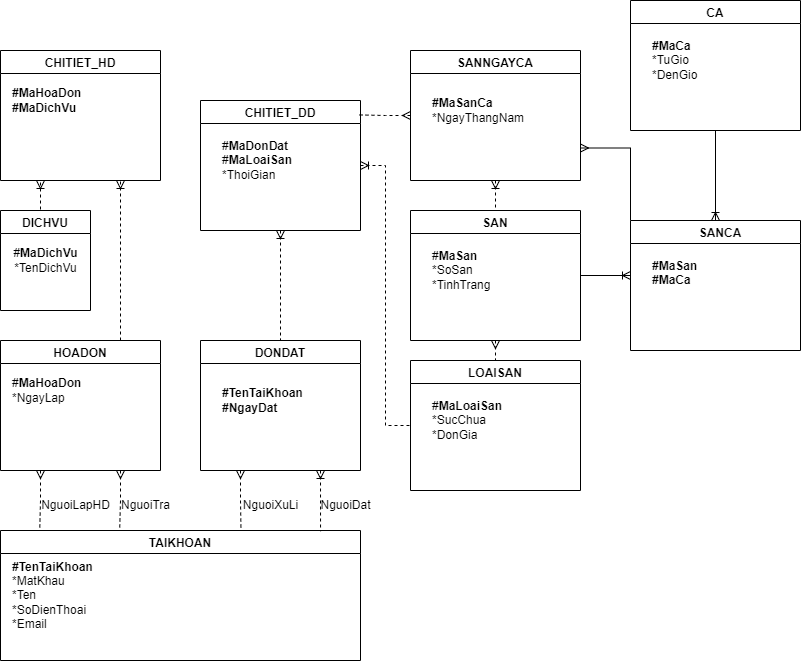 CA
#MaCa
*TuGio
*DenGio
CHITIET_HD
#MaHoaDon
#MaDichVu
SANNGAYCA
#MaSanCa
*NgayThangNam
CHITIET_DD
#MaDonDat
#MaLoaiSan
*ThoiGian
DICHVU
#MaDichVu
*TenDichVu
SAN
#MaSan
*SoSan
*TinhTrang
SANCA
#MaSan
#MaCa
HOADON
#MaHoaDon
*NgayLap
DONDAT
#TenTaiKhoan
#NgayDat
LOAISAN
#MaLoaiSan
*SucChua
*DonGia
NguoiLapHD
NguoiTra
NguoiXuLi
NguoiDat
TAIKHOAN
#TenTaiKhoan
*MatKhau
*Ten
*SoDienThoai
*Email